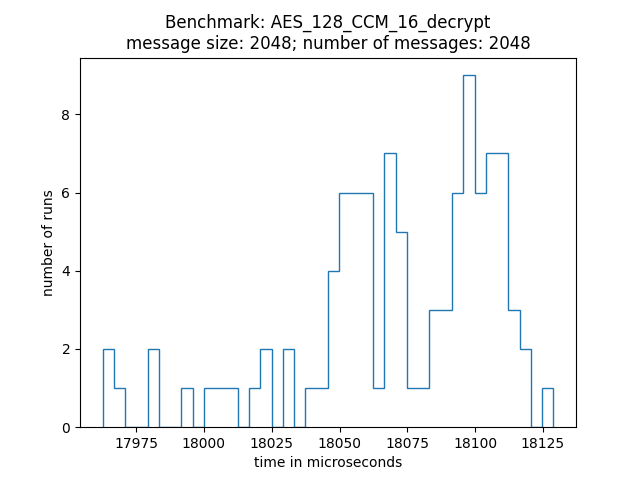 Benchmark: AES_128_CCM_16_decrypt
message size: 2048; number of messages: 2048
number of runs
8
6
4
2
0
17975 18000 18025 18050 18075 18100 18125
time in microseconds